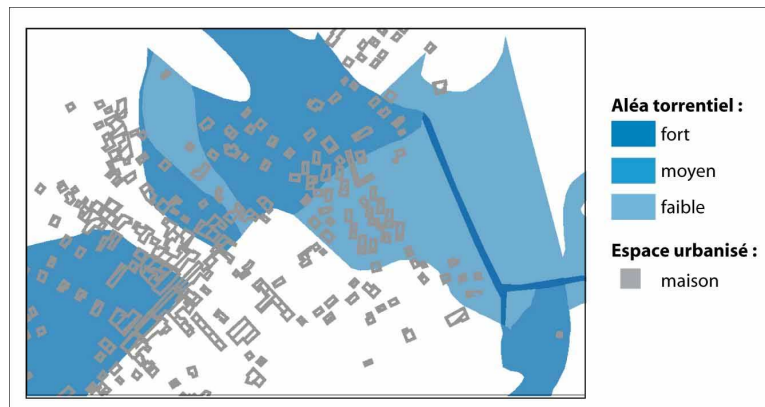 Aléa torrentiel :
fort
moyen
faible
Espace urbanisé :
maison